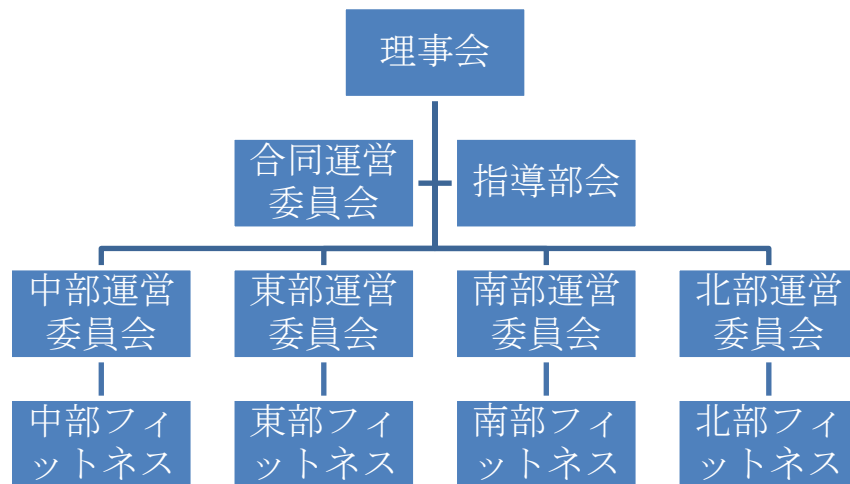 理事会
合同運営
委員会
指導部会
中部運営
委員会
東部運営
委員会
南部運営
委員会
北部運営
委員会
中部フィ
ットネス
東部フィ
ットネス
南部フィ
ットネス
北部フィ
ットネス